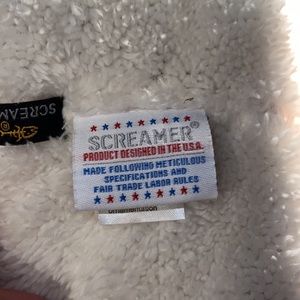 SCREAMER®
PRODUCT DESIGNED IN THE U.S.A.
MADE FOLLOWING METICULOUS
SPECIFICATIONS AND
FAIR TRADE LABOR RULES
SCREAM